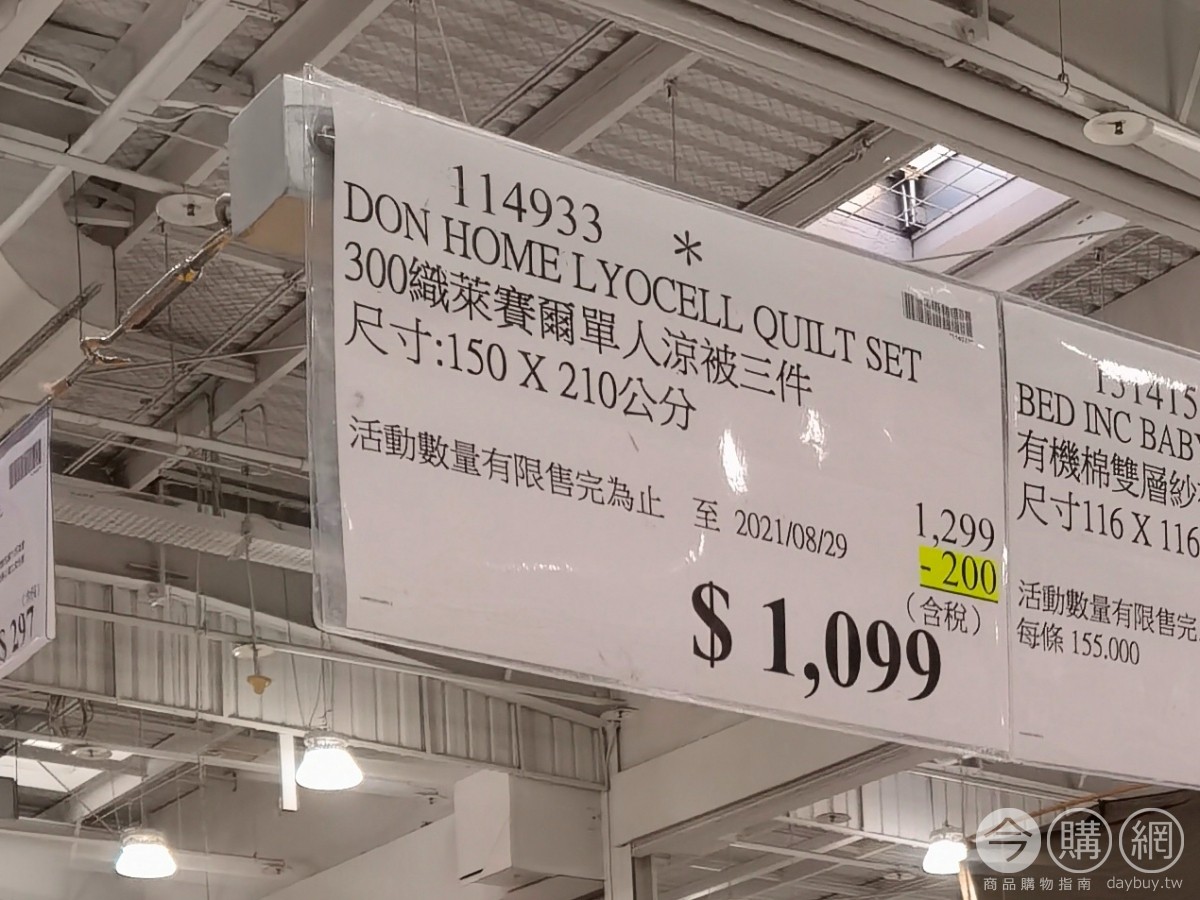 114933 *
DON HOME LYOCELL QUILT SET
300織萊賽爾單人涼被三件
尺寸:150 X 210公分
活動數量有限售完為止 至 2021/08/29
1,299
- 200
(含稅)
$ 1,099
BED INC BABY
有機棉雙層紗
尺寸116 X 116
活動數量有限售完
每條 155.000
$ 297
今購網
商品購物指南 daybuy.tw